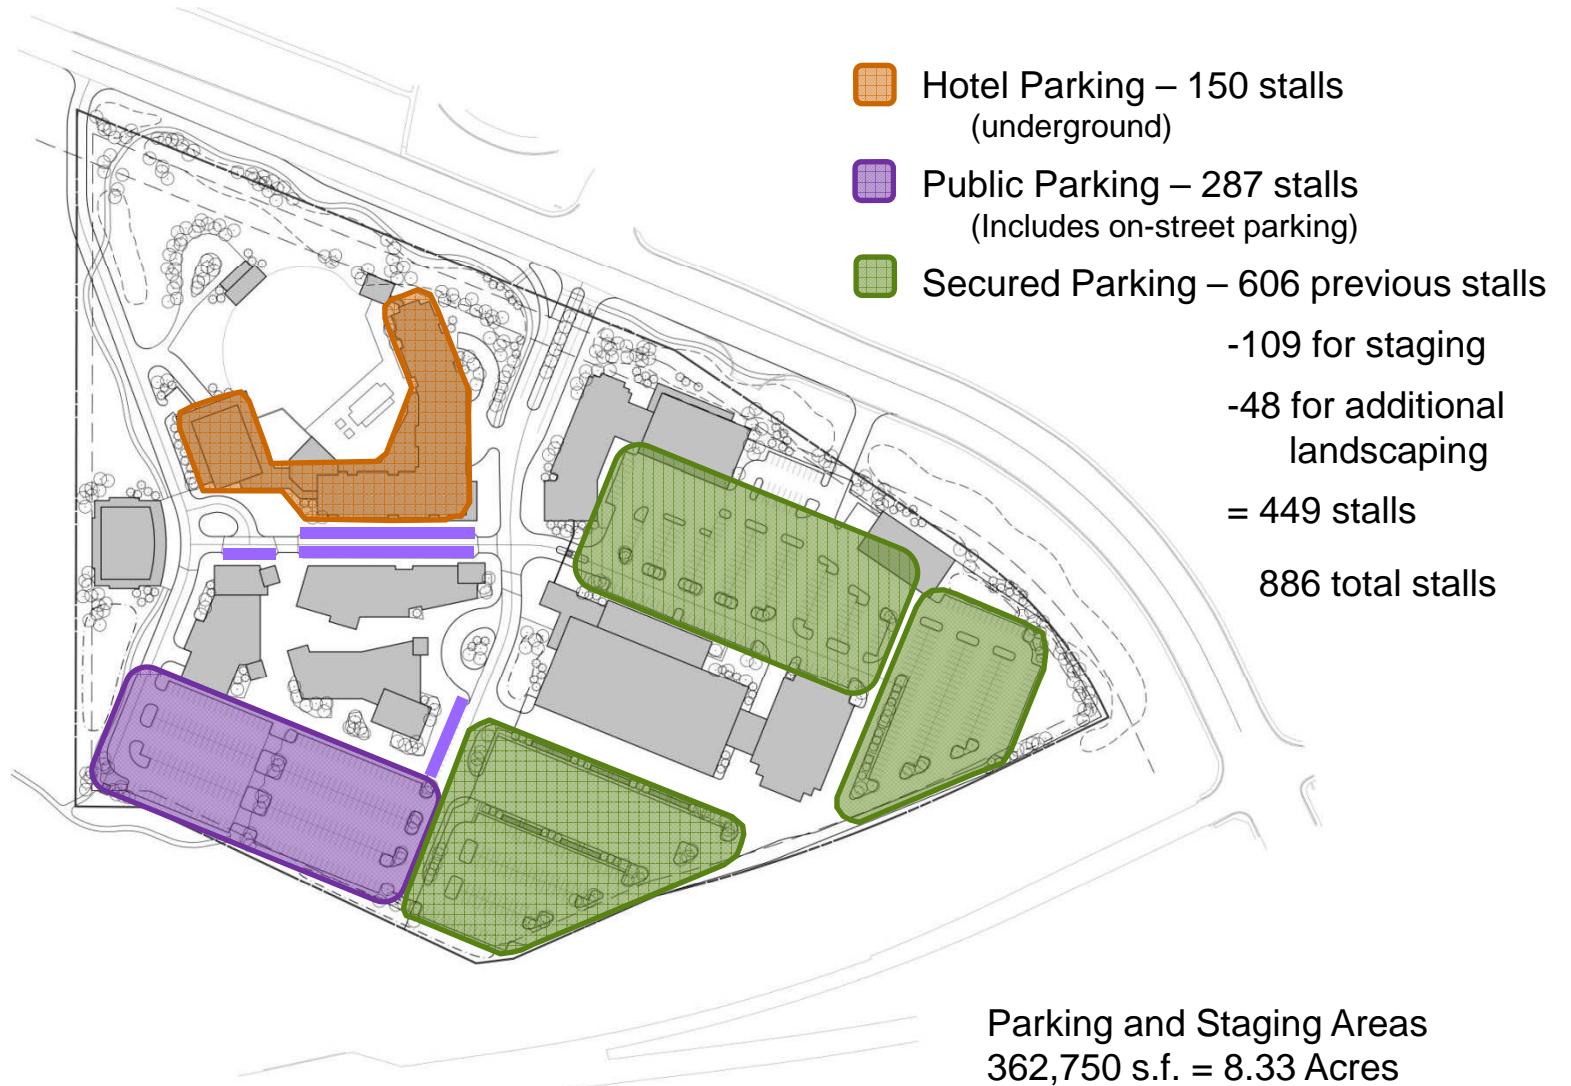 Hotel Parking – 150 stalls
(underground)
Public Parking – 287 stalls
(Includes on-street parking)
Secured Parking – 606 previous stalls
-109 for staging
-48 for additional
landscaping
= 449 stalls
886 total stalls
Parking and Staging Areas
362,750 s.f. = 8.33 Acres